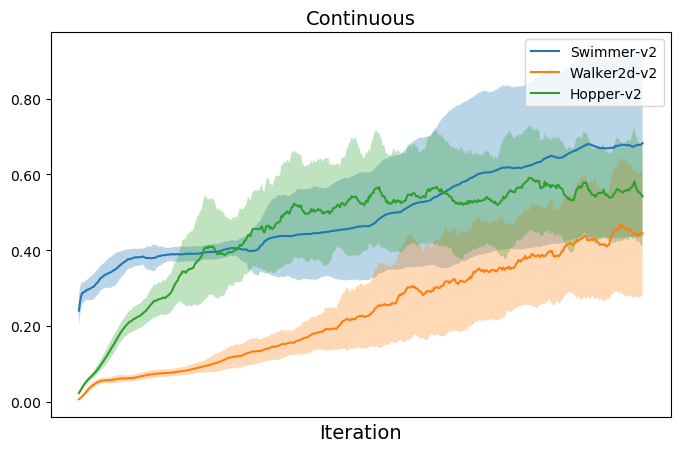 Continuous
Swimmer-v2
Walker2d-v2
Hopper-v2
0.80
0.60
0.40
0.20
0.00
Iteration